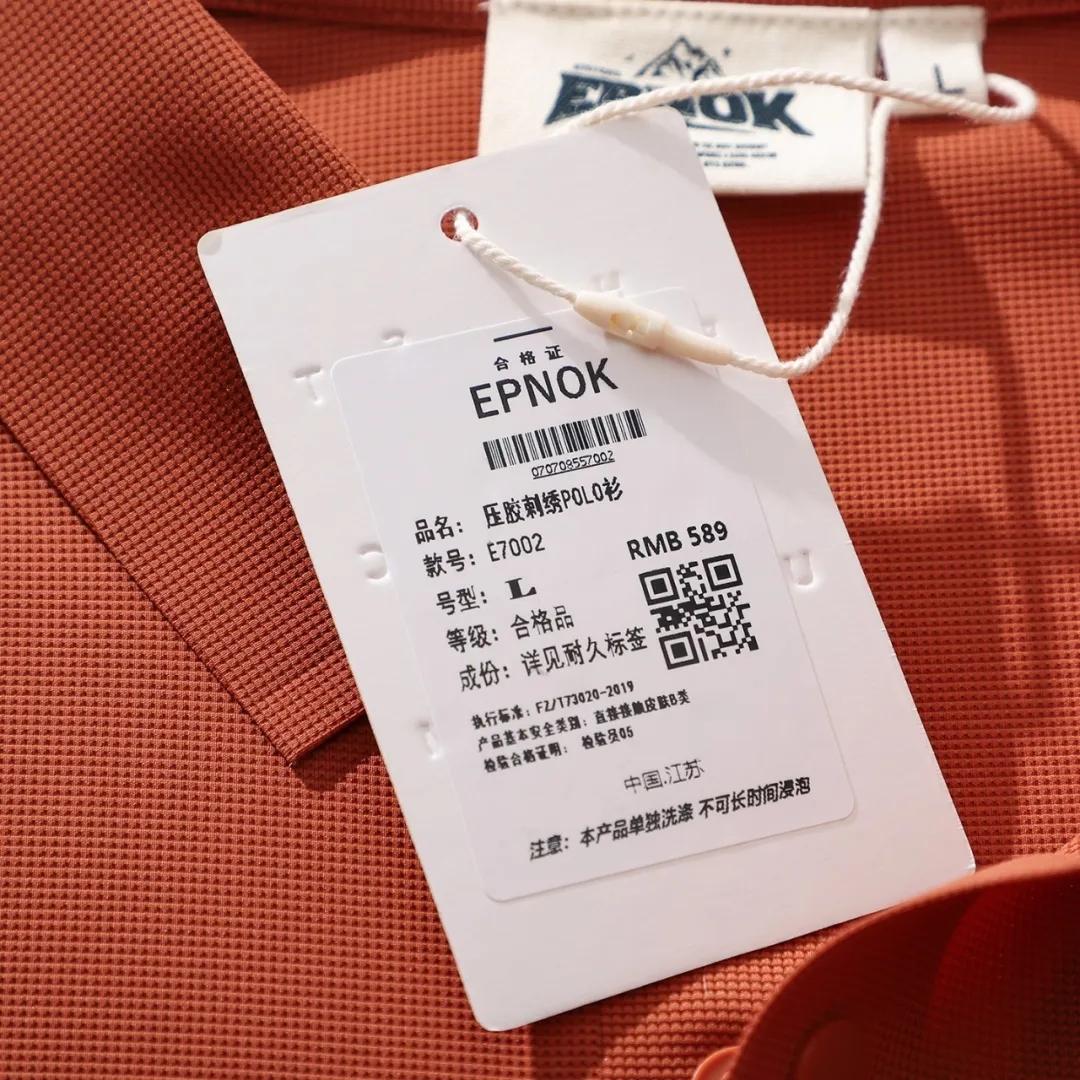 EPNOK
L
合格证
EPNOK
070708557002
品名: 压胶刺绣POLO衫
款号: E7002
RMB 589
号型: L
等级: 合格品
成份: 详见耐久标签
执行标准: FZ/T73020-2019
产品基本安全类别: 直接接触皮肤B类
检验合格证明: 检验员05
中国.江苏
注意: 本产品单独洗涤 不可长时间浸泡
T
U